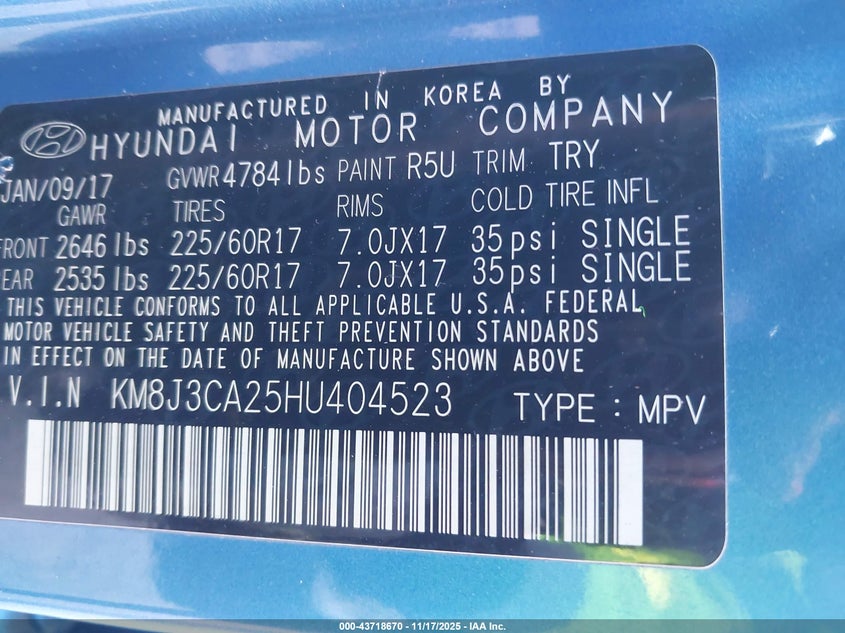 MANUFACTURED IN KOREA BY
HYUNDAI MOTOR COMPANY
JAN/09/17 GVWR 4784 lbs PAINT R5U TRIM TRY
GAWR TIRES RIMS COLD TIRE INFL
FRONT 2646 lbs 225/60R17 7.0JX17 35psi SINGLE
REAR 2535 lbs 225/60R17 7.0JX17 35psi SINGLE
THIS VEHICLE CONFORMS TO ALL APPLICABLE U.S.A. FEDERAL
MOTOR VEHICLE SAFETY AND THEFT PREVENTION STANDARDS
IN EFFECT ON THE DATE OF MANUFACTURE SHOWN ABOVE
V.I.N KM8J3CA25HU404523 TYPE : MPV
000-43718670 - 11/17/2025 - IAA Inc.